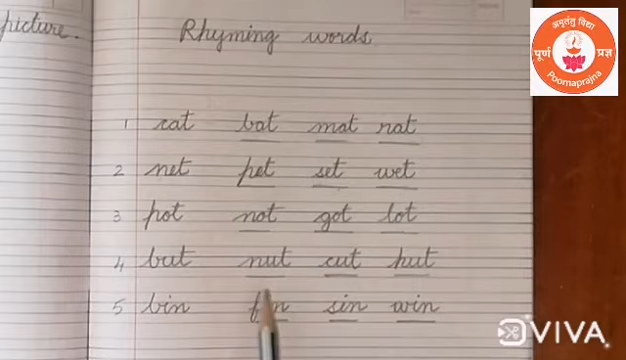 picture.
Rhyming words
1 cat bat mat rat
2 net pet set wet
3 pot not got lot
4 but nut cut hut
5 bin fin sin win
अमृतंतु विद्या
पूर्ण प्रज्ञ
Poornaprajna
VIVA